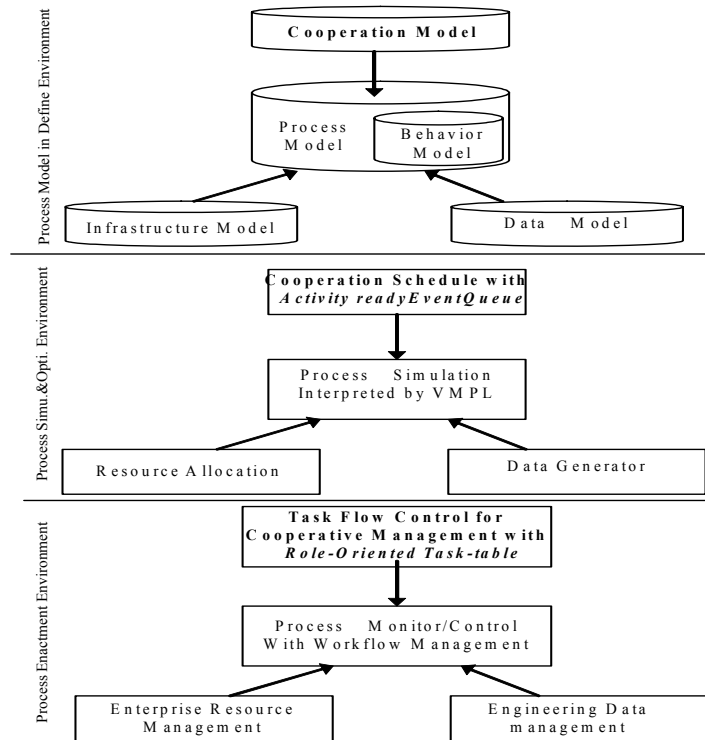 Process Model in Define Environment
Cooperation Model
Process
Model
Behavior
Model
Infrastructure Model
Data Model
Process Simu.&Opti. Environment
Cooperation Schedule with
Activity readyEventQueue
Process Simulation
Interpreted by VMPL
Resource Allocation
Data Generator
Process Enactment Environment
Task Flow Control for
Cooperative Management with
Role-Oriented Task-table
Process Monitor/Control
With Workflow Management
Enterprise Resource
Management
Engineering Data
management